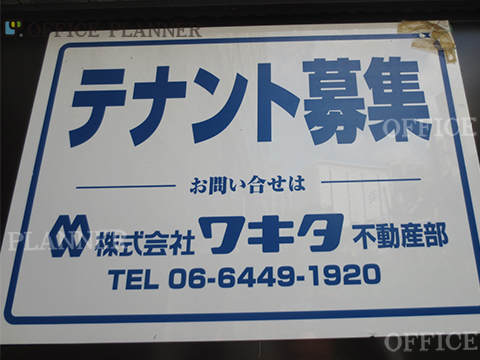 OFFICE PLANNER
テナント募集
OFFICE
お問い合せは
PLANNER
株式会社 ワキタ 不動産部
TEL 06-6449-1920
OFFICE